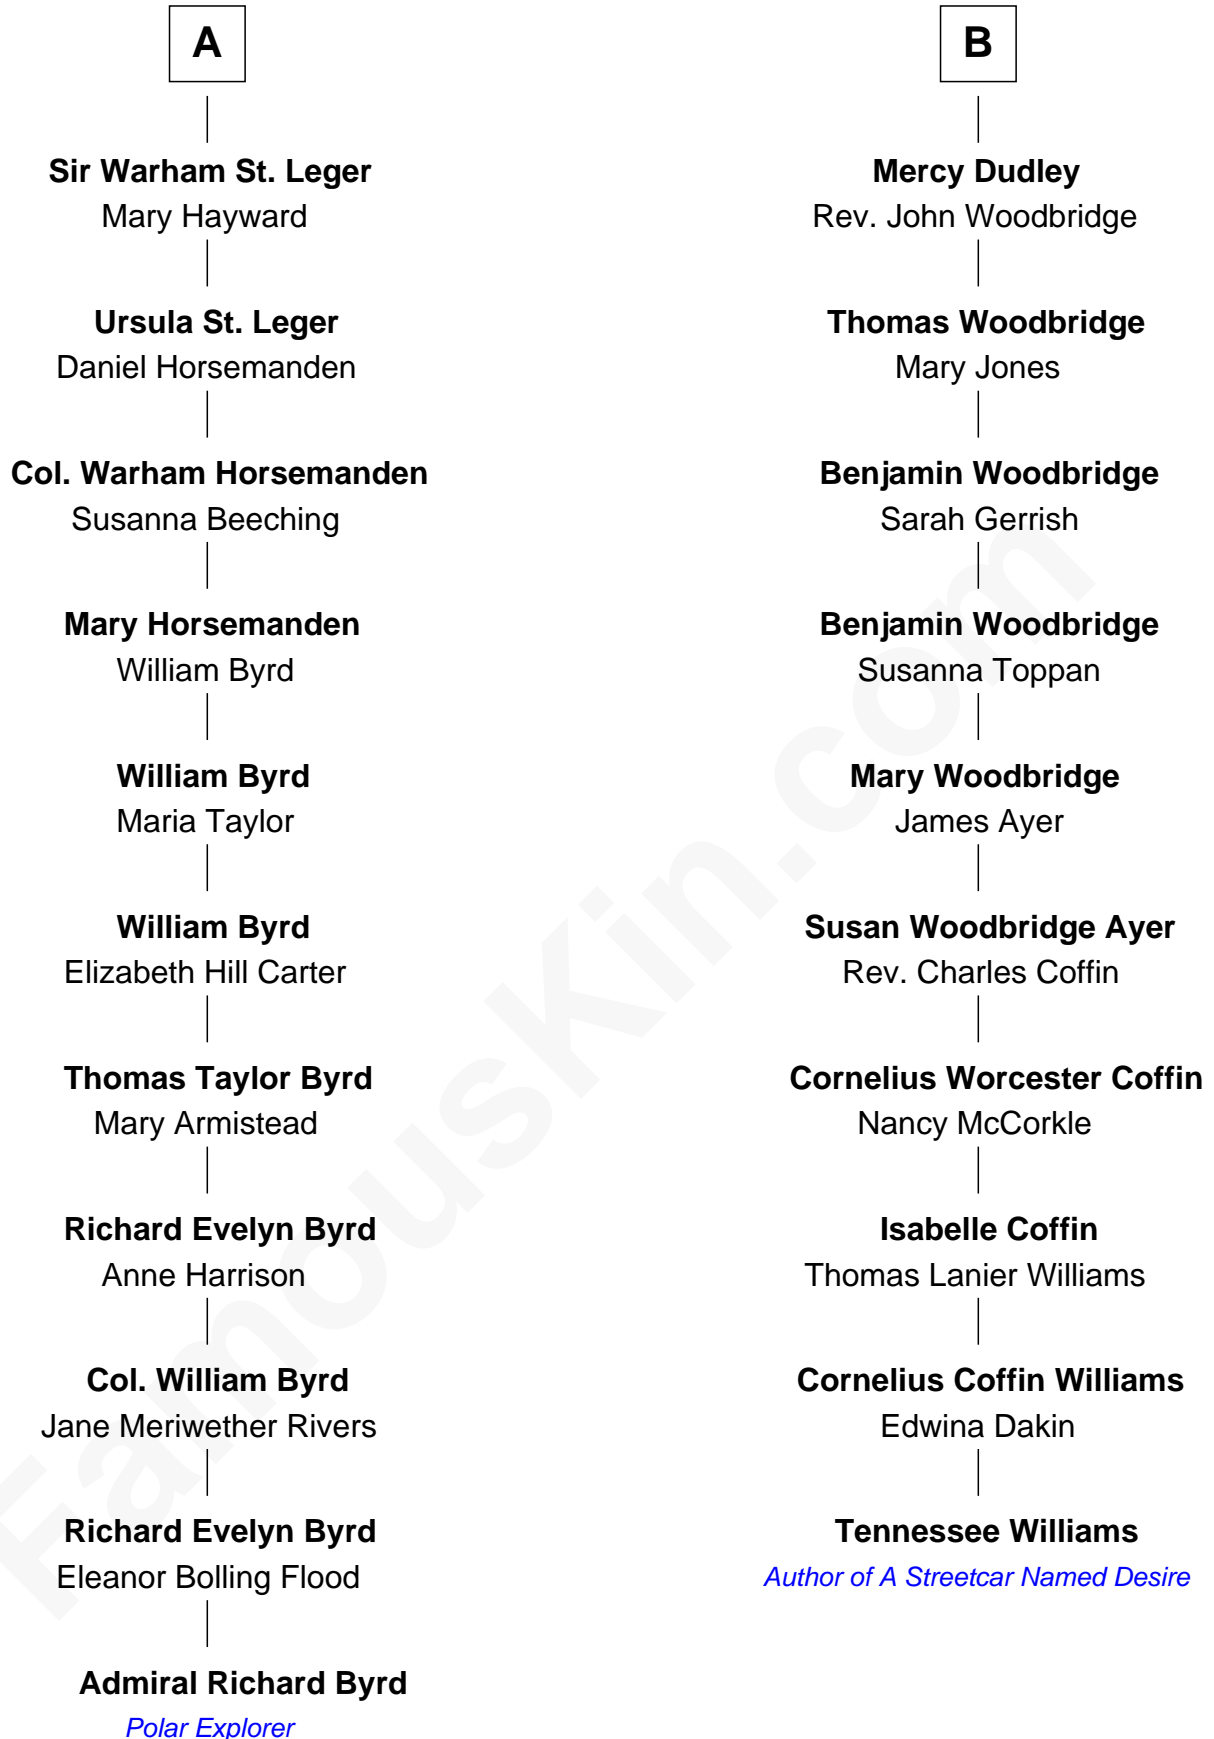 A
Sir Warham St. Leger
Mary Hayward
Ursula St. Leger
Daniel Horsemanden
Col. Warham Horsemanden
Susanna Beeching
Mary Horsemanden
William Byrd
William Byrd
Maria Taylor
William Byrd
Elizabeth Hill Carter
Thomas Taylor Byrd
Mary Armistead
Richard Evelyn Byrd
Anne Harrison
Col. William Byrd
Jane Meriwether Rivers
Richard Evelyn Byrd
Eleanor Bolling Flood
Admiral Richard Byrd
Polar Explorer
B
Mercy Dudley
Rev. John Woodbridge
Thomas Woodbridge
Mary Jones
Benjamin Woodbridge
Sarah Gerrish
Benjamin Woodbridge
Susanna Toppan
Mary Woodbridge
James Ayer
Susan Woodbridge Ayer
Rev. Charles Coffin
Cornelius Worcester Coffin
Nancy McCorkle
Isabelle Coffin
Thomas Lanier Williams
Cornelius Coffin Williams
Edwina Dakin
Tennessee Williams
Author of A Streetcar Named Desire
FamousKin.com